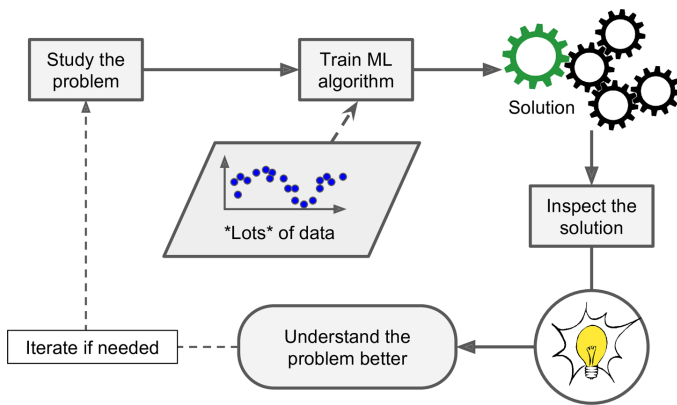 Study the
problem
Train ML
algorithm
Solution
*Lots* of data
Inspect the
solution
Understand the
problem better
Iterate if needed